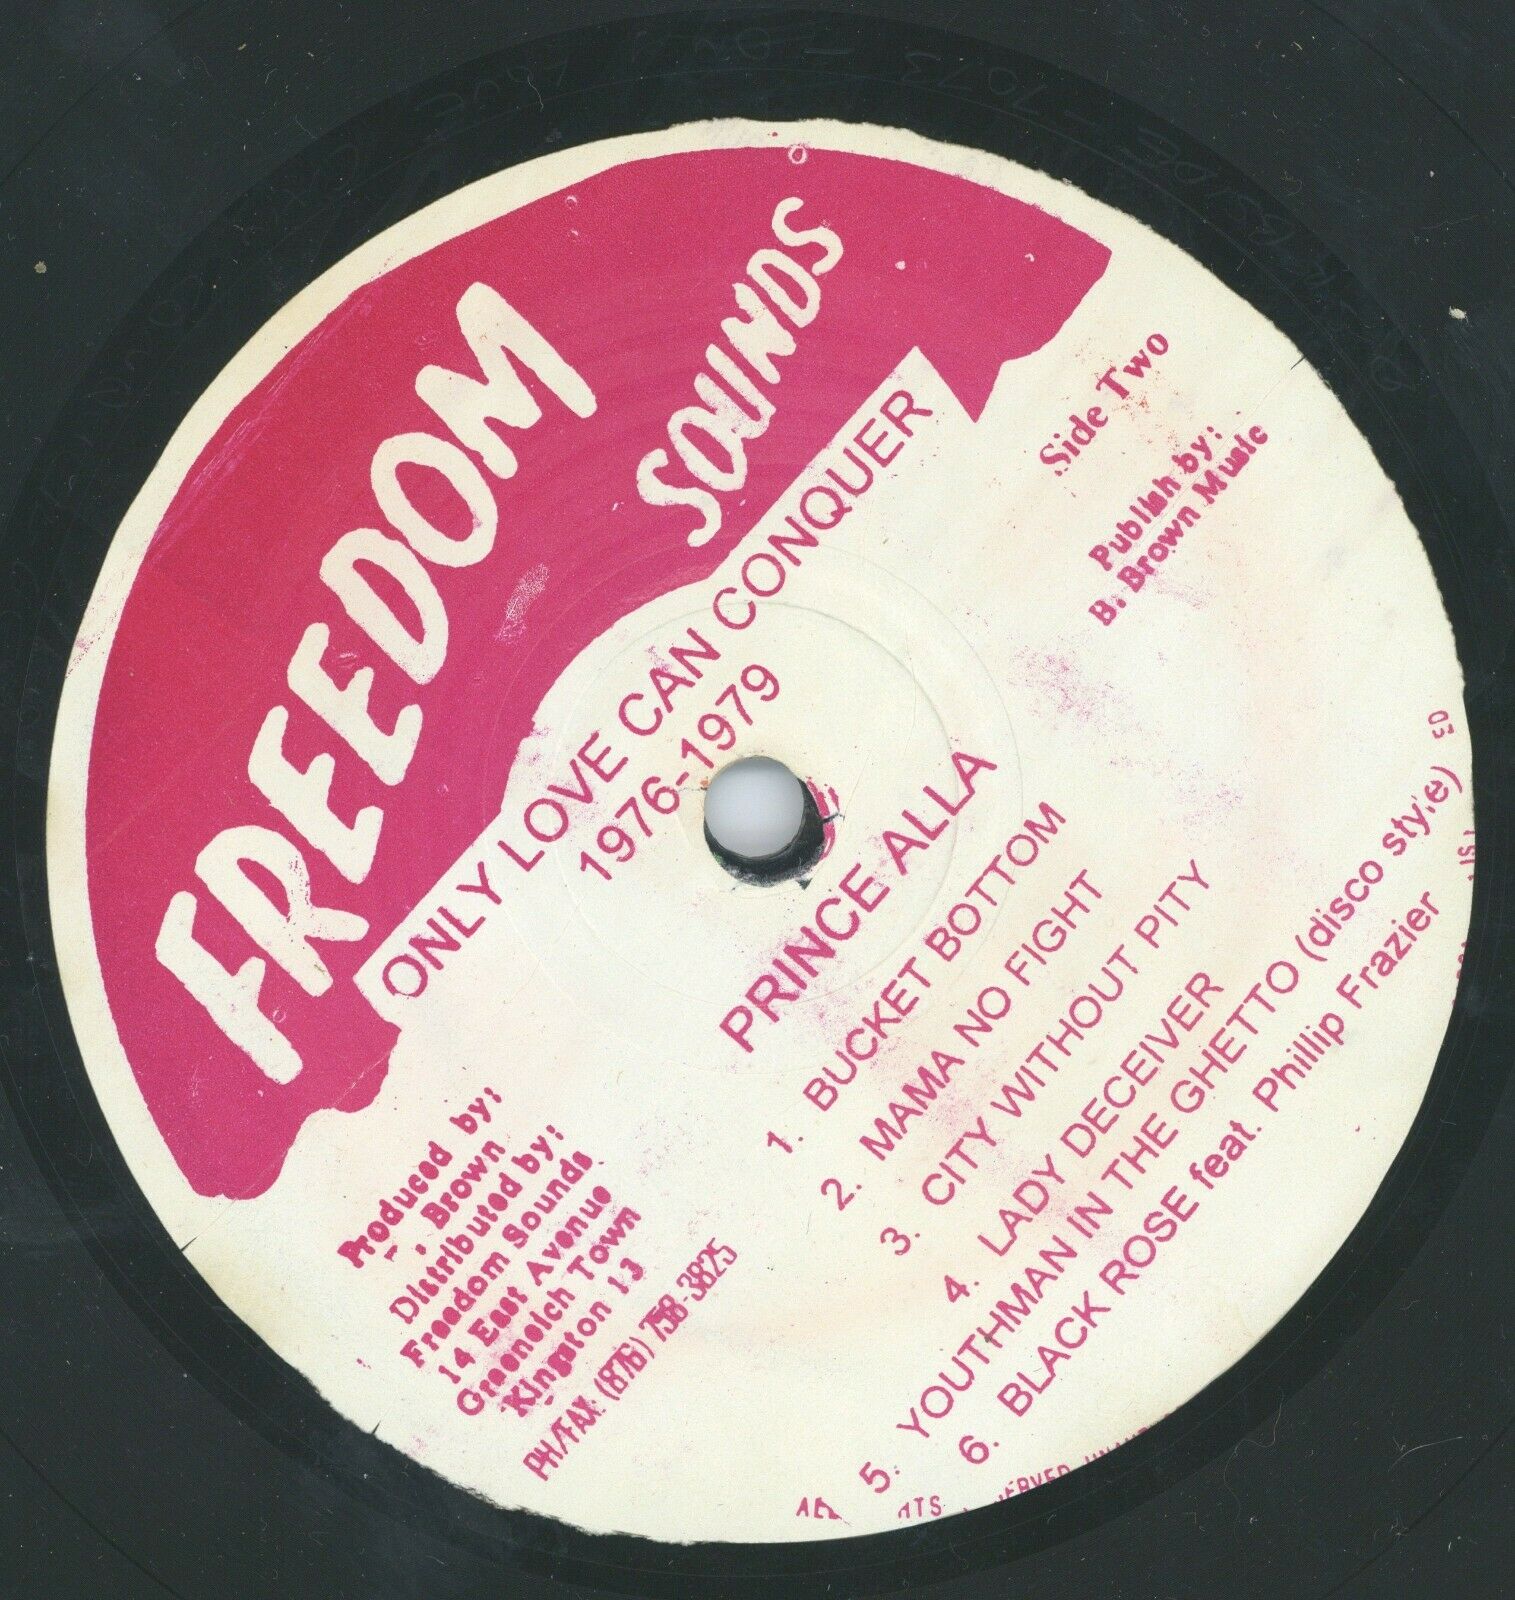 FREEDOM
SOUNDS
ONLY LOVE CAN CONQUER
1976-1979
Side Two
Publish by:
B. Brown Music
PRINCE ALLA
1. BUCKET BOTTOM
2. MAMA NO FIGHT
3. CITY WITHOUT PITY
4. LADY DECEIVER
5. YOUTHMAN IN THE GHETTO (disco style)
6. BLACK ROSE feat. Phillip Frazier
Produced by:
Brown
Distributed by:
Freedom Sounds
14 East Avenue
Greenwich Town
Kingston 13
PH/FAX: (876) 758-3825